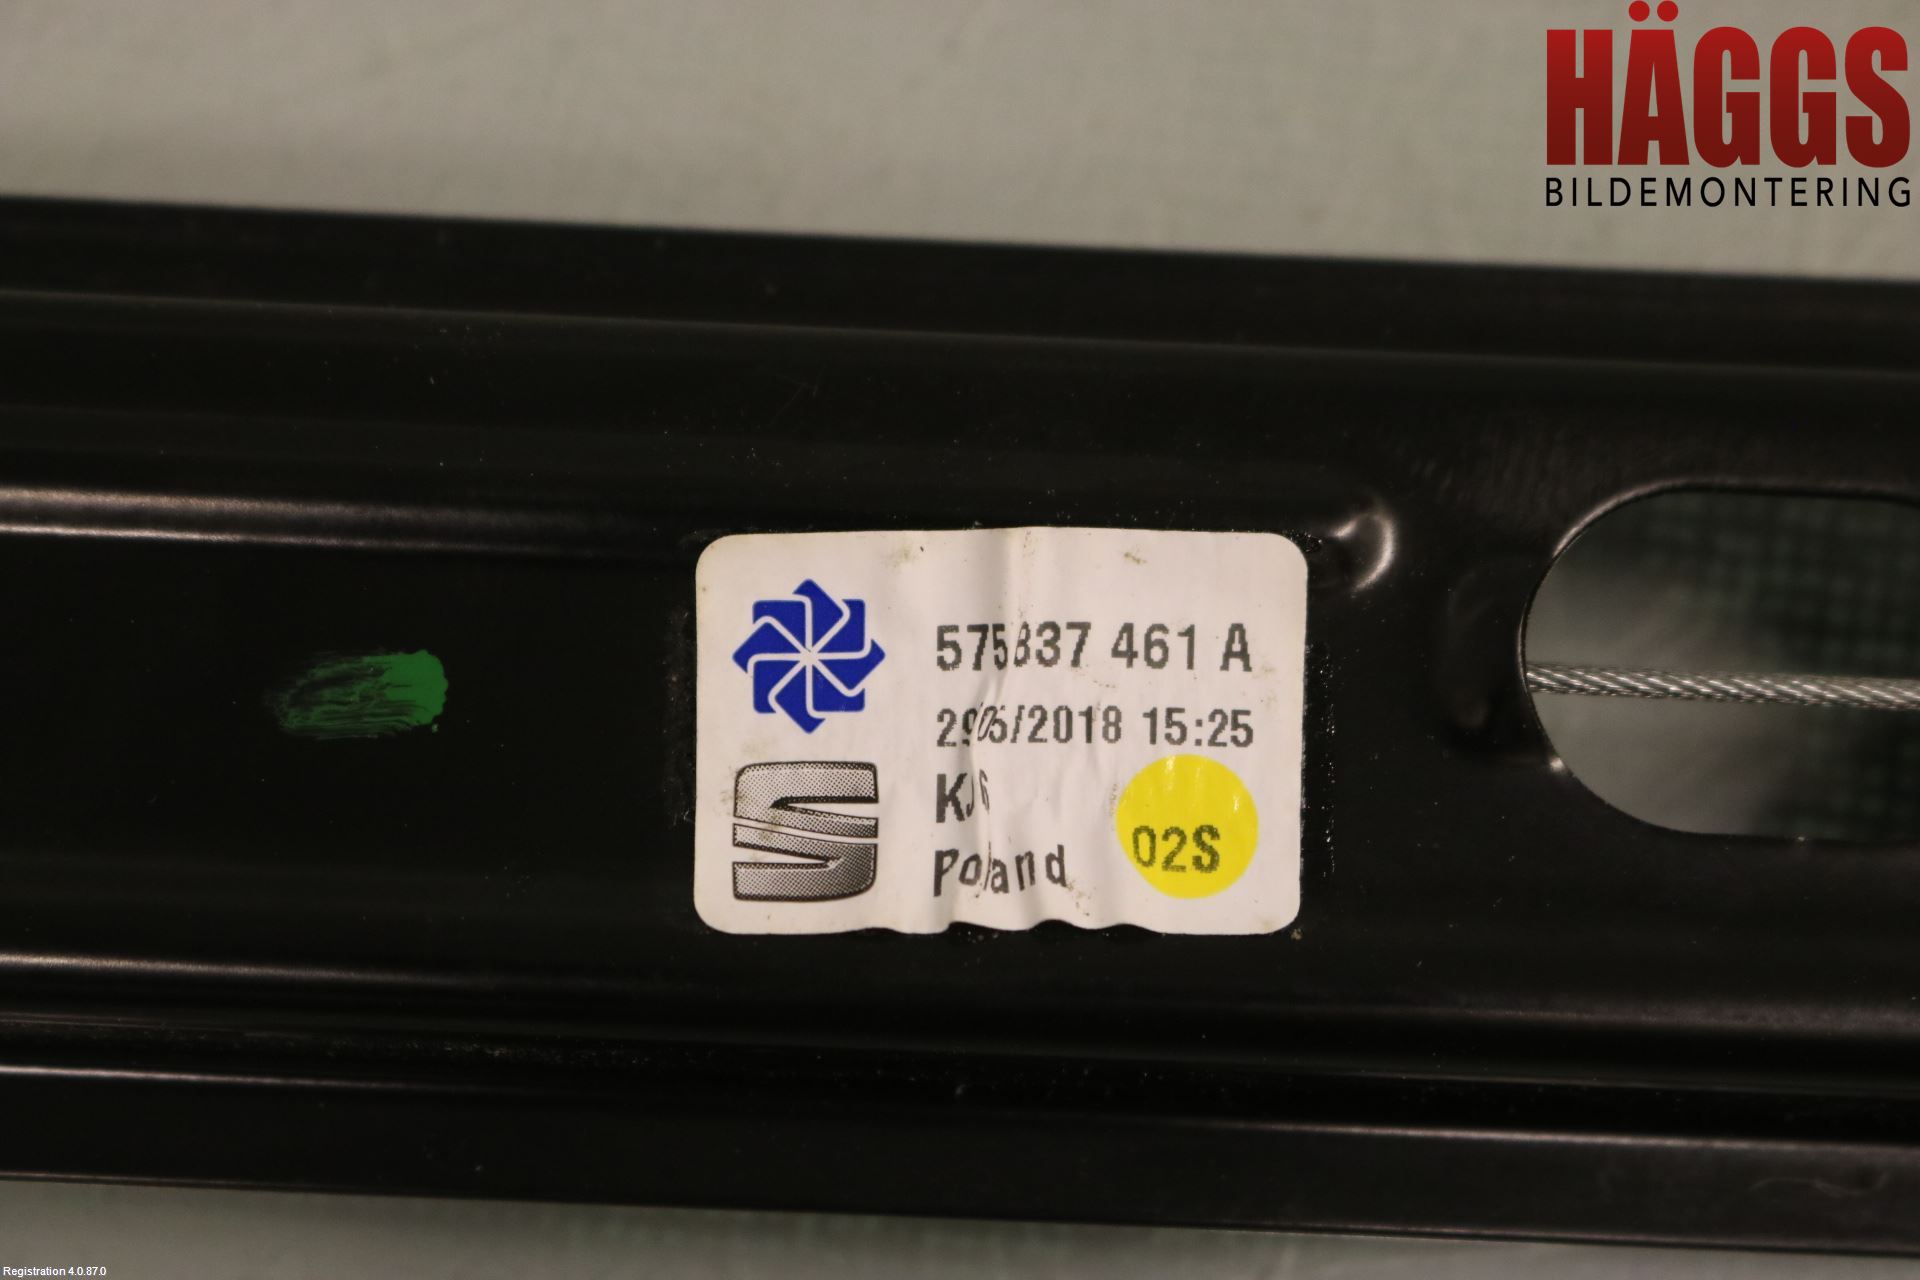 HÄGGS
BILDEMONTERING
575837 461 A
29/05/2018 15:25
02S
Poland
Registration 4.0.87.0